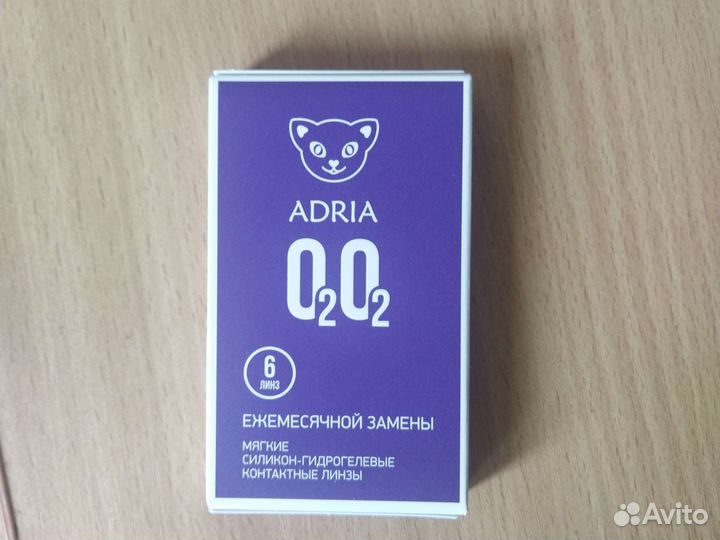 ADRIA
O₂O₂
6
ЛИНЗ
ЕЖЕМЕСЯЧНОЙ ЗАМЕНЫ
МЯГКИЕ
СИЛИКОН-ГИДРОГЕЛЕВЫЕ
КОНТАКТНЫЕ ЛИНЗЫ
Avito